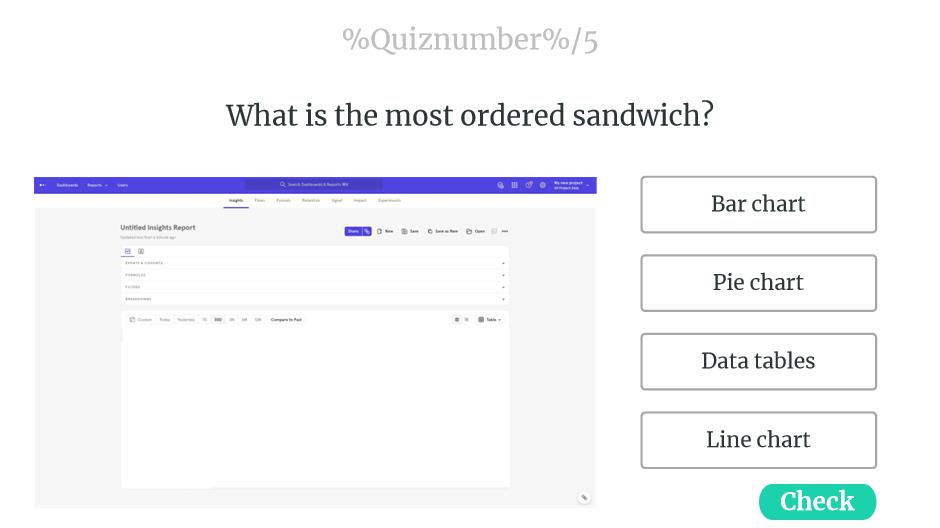 %Quiznumber%/5
What is the most ordered sandwich?
Dashboards Reports Users Search Dashboards & Reports ⌘K My new project
All Project Data
Insights Flows Funnels Retention Signal Impact Experiments
Untitled Insights Report
Updated less than a minute ago
Share New Save Save as New Open
EVENTS & COHORTS
FORMULAS
FILTERS
BREAKDOWNS
Custom Today Yesterday 7D 30D 3M 6M 12M Compare to Past Table
Bar chart
Pie chart
Data tables
Line chart
Check